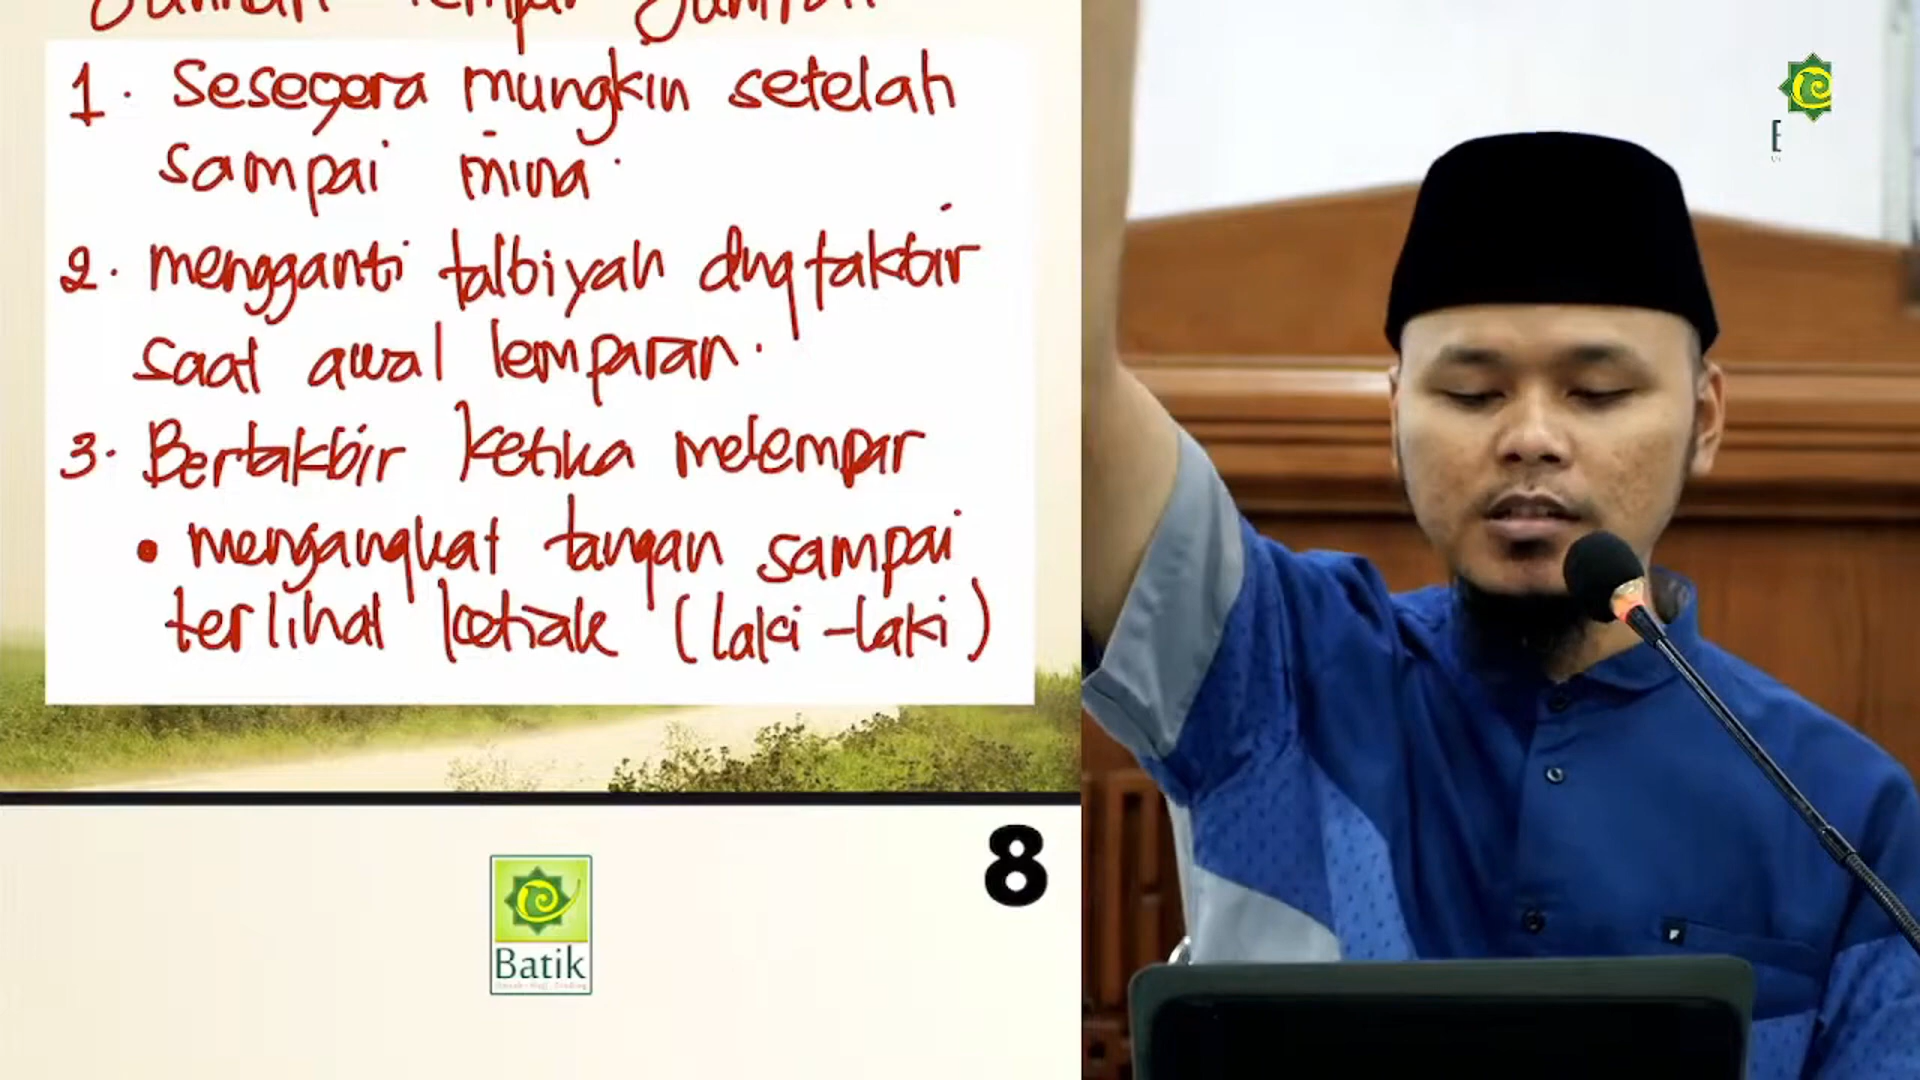 1. Sesegera mungkin setelah
sampai mina.
2. mengganti talbiyah dng takbir
saat awal lemparan.
3. Bertakbir ketika melempar
• mengangkat tangan sampai
terlihat ketiak (laki-laki)
8
Batik